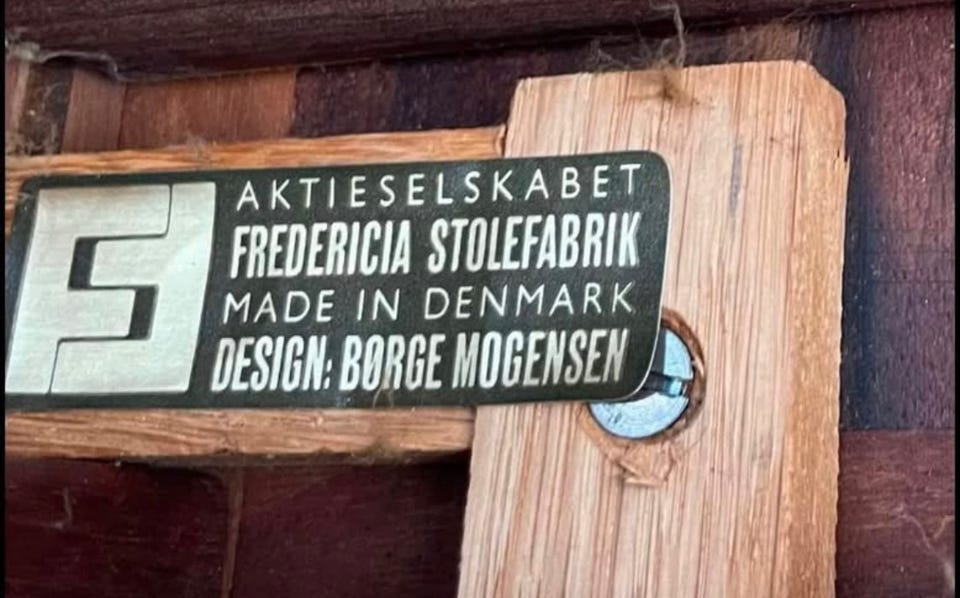 AKTIESELSKABET
FREDERICIA STOLEFABRIK
MADE IN DENMARK
DESIGN: BØRGE MOGENSEN